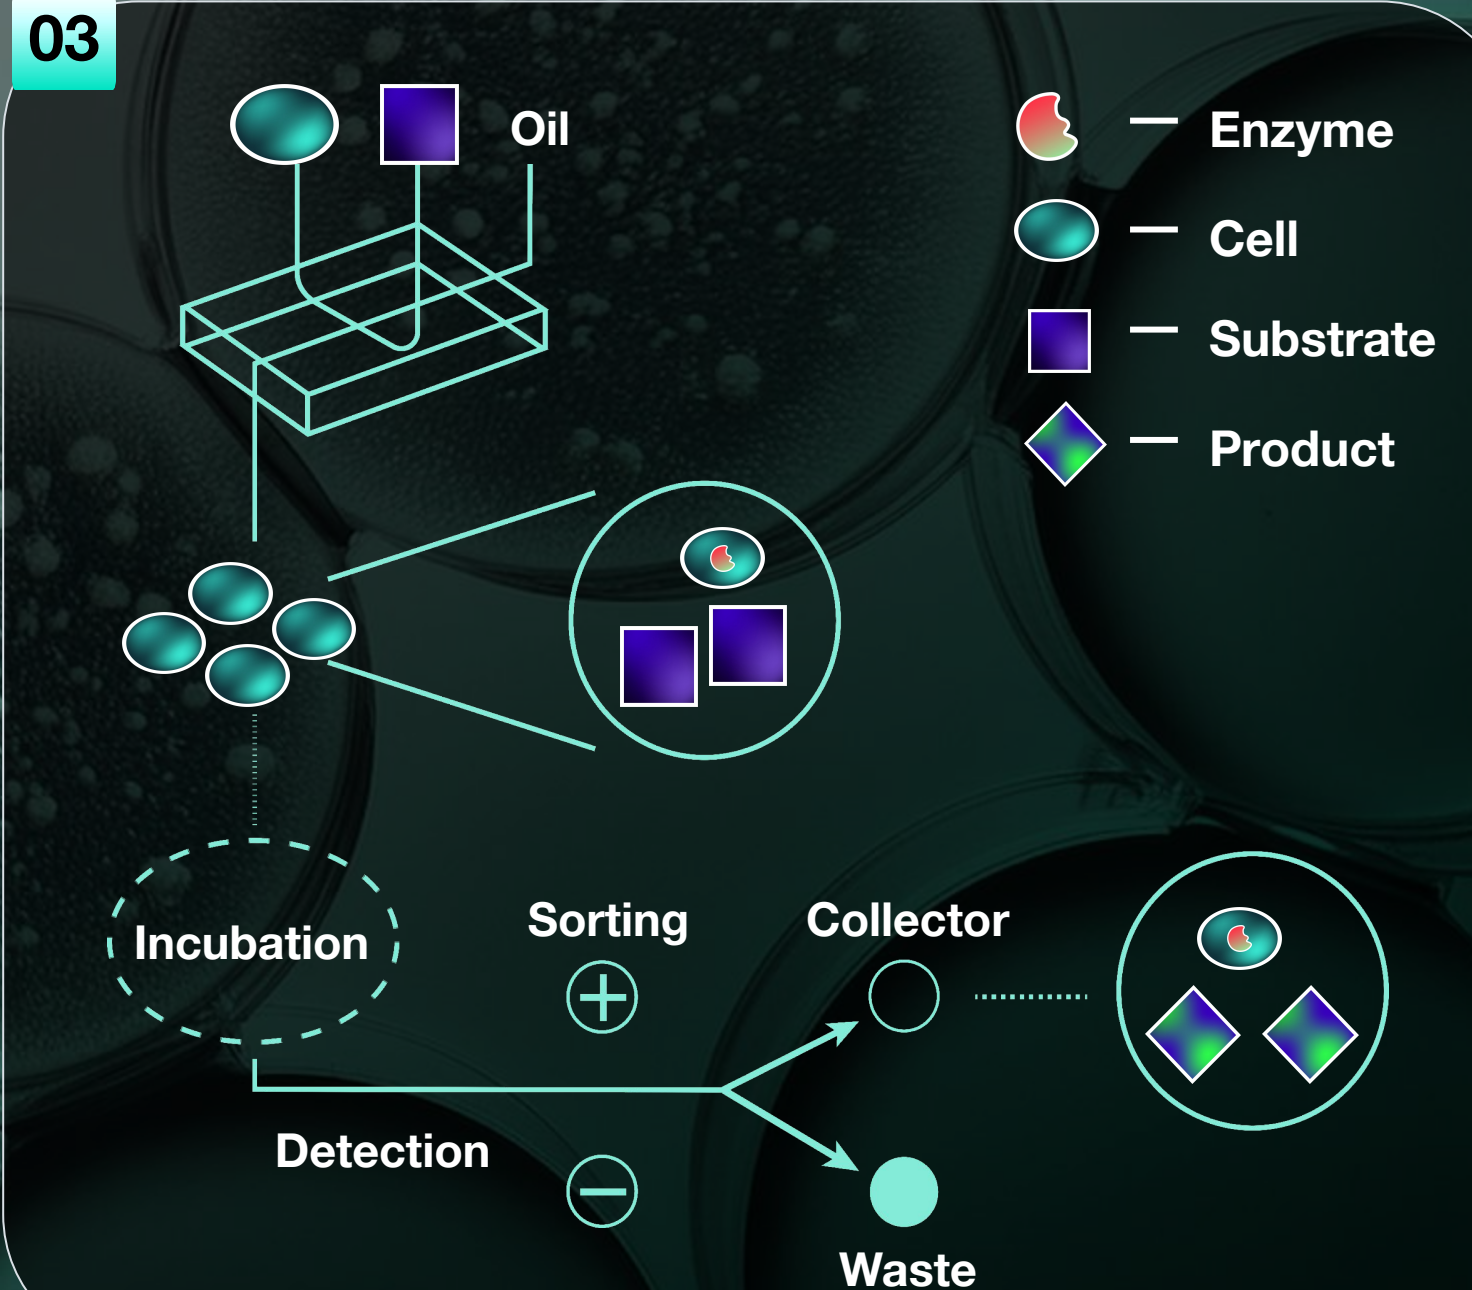 03
Oil
Enzyme
Cell
Substrate
Product
Incubation
Sorting
Collector
Detection
Waste